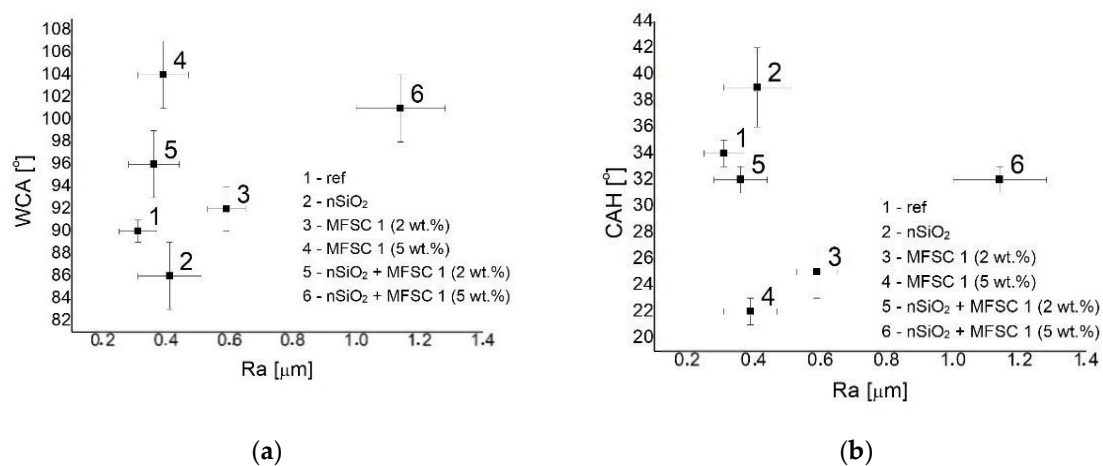 108
106
104
102
100
98
96
94
92
90
88
86
84
82
WCA [°]
4
6
5
3
1
2
1 - ref
2 - nSiO₂
3 - MFSC 1 (2 wt.%)
4 - MFSC 1 (5 wt.%)
5 - nSiO₂ + MFSC 1 (2 wt.%)
6 - nSiO₂ + MFSC 1 (5 wt.%)
0.2 0.4 0.6 0.8 1.0 1.2 1.4
Ra [μm]
(a)
44
42
40
38
36
34
32
30
28
26
24
22
20
CAH [°]
2
1
5
6
3
4
1 - ref
2 - nSiO₂
3 - MFSC 1 (2 wt.%)
4 - MFSC 1 (5 wt.%)
5 - nSiO₂ + MFSC 1 (2 wt.%)
6 - nSiO₂ + MFSC 1 (5 wt.%)
0.2 0.4 0.6 0.8 1.0 1.2 1.4
Ra [μm]
(b)